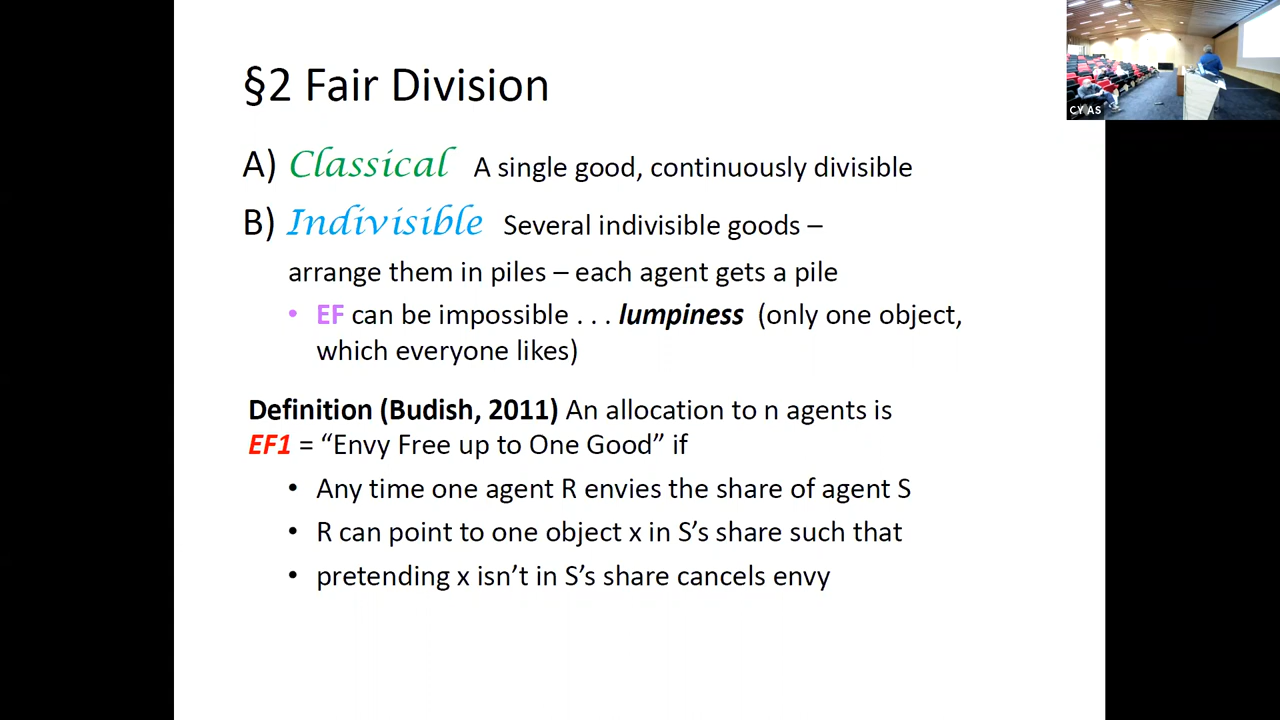 §2 Fair Division
CY AS
A) Classical A single good, continuously divisible
B) Indivisible Several indivisible goods –
arrange them in piles – each agent gets a pile
• EF can be impossible . . . lumpiness (only one object,
which everyone likes)
Definition (Budish, 2011) An allocation to n agents is
EF1 = “Envy Free up to One Good” if
• Any time one agent R envies the share of agent S
• R can point to one object x in S’s share such that
• pretending x isn’t in S’s share cancels envy